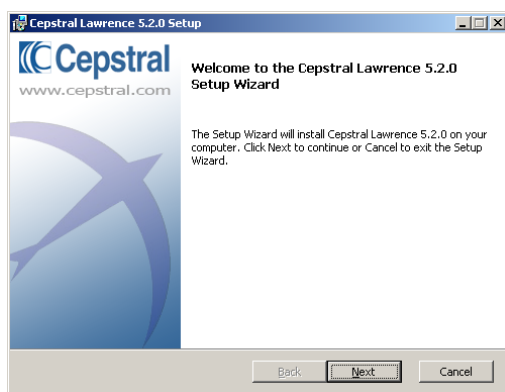 Cepstral Lawrence 5.2.0 Setup
Cepstral
www.cepstral.com
Welcome to the Cepstral Lawrence 5.2.0
Setup Wizard
The Setup Wizard will install Cepstral Lawrence 5.2.0 on your
computer. Click Next to continue or Cancel to exit the Setup
Wizard.
Back Next Cancel